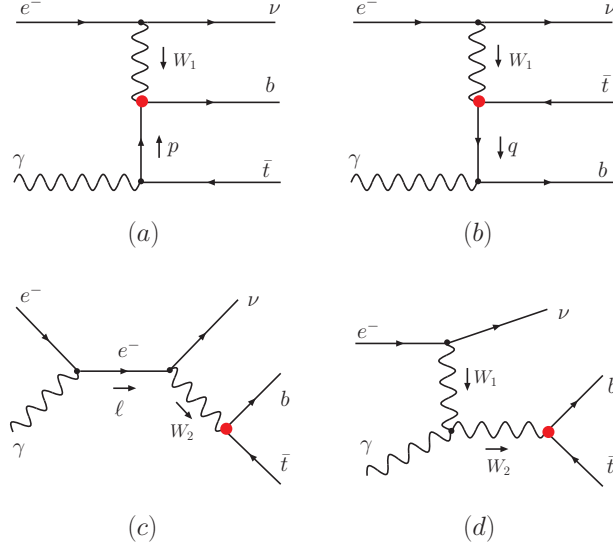 e⁻ ν e⁻ ν
W₁ W₁
b t̄
p q
γ t̄ γ b
(a) (b)
e⁻ ν e⁻ ν
e⁻ b W₁ b
ℓ W₂ W₂
γ t̄ γ t̄
(c) (d)